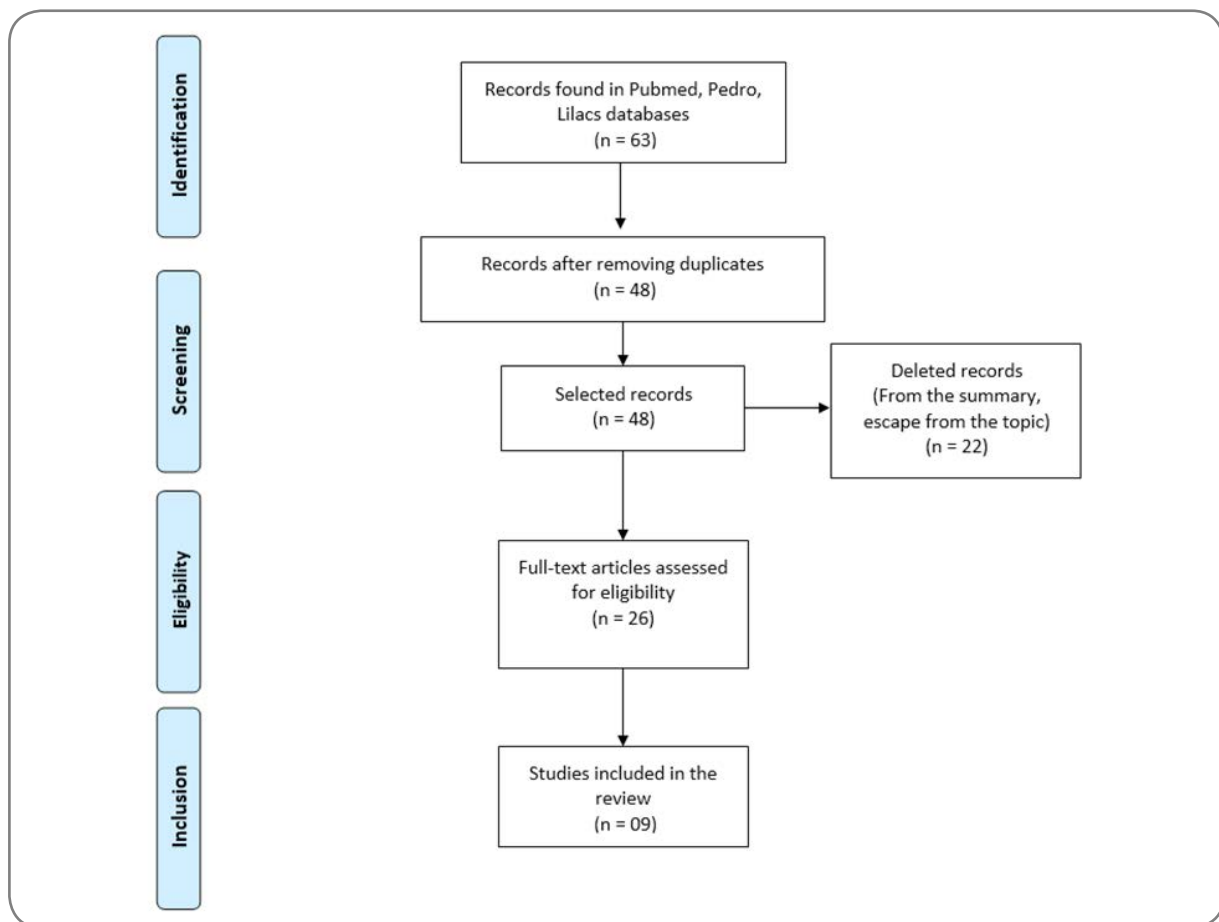 Identification
Records found in Pubmed, Pedro,
Lilacs databases
(n = 63)
Records after removing duplicates
(n = 48)
Screening
Selected records
(n = 48)
Deleted records
(From the summary,
escape from the topic)
(n = 22)
Eligibility
Full-text articles assessed
for eligibility
(n = 26)
Inclusion
Studies included in the
review
(n = 09)